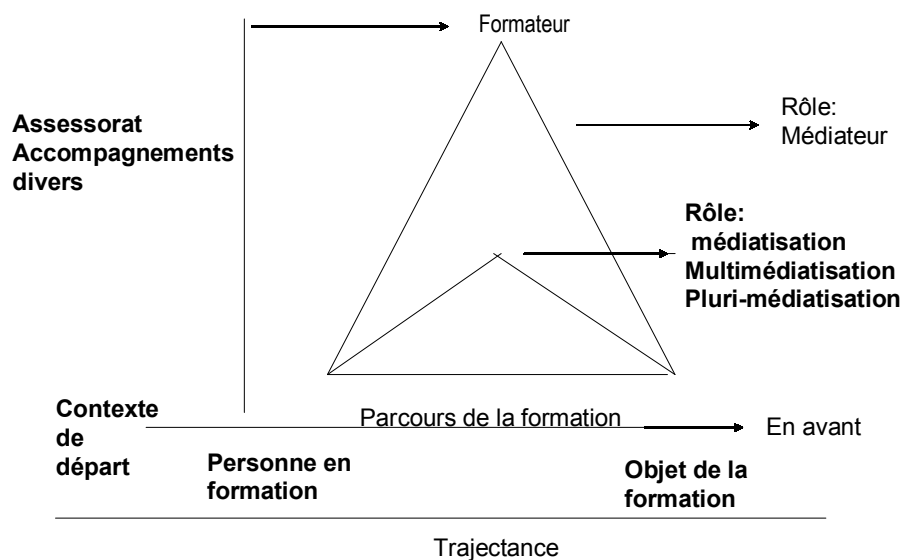 Formateur
Assessorat
Accompagnements
divers
Rôle:
Médiateur
Rôle:
médiatisation
Multimédiatisation
Pluri-médiatisation
Contexte
de
départ
Parcours de la formation
En avant
Personne en
formation
Objet de la
formation
Trajectance